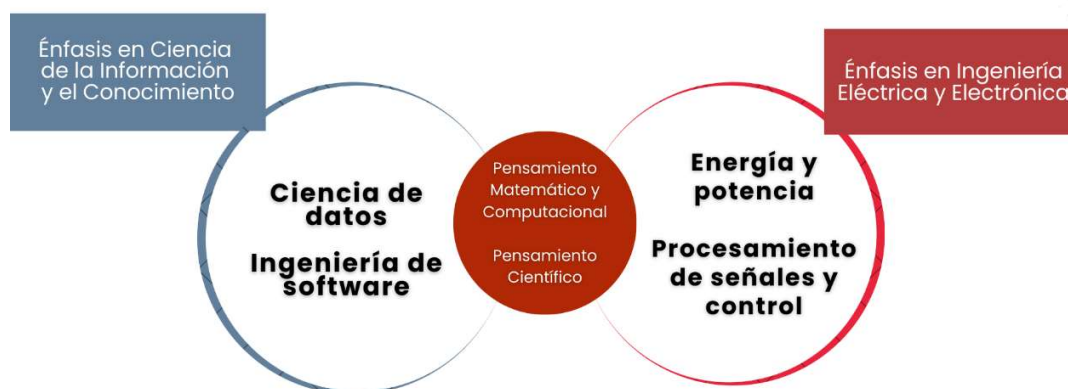 Énfasis en Ciencia
de la Información
y el Conocimiento
Énfasis en Ingeniería
Eléctrica y Electrónica
Ciencia de
datos
Ingeniería de
software
Pensamiento
Matemático y
Computacional
Pensamiento
Científico
Energía y
potencia
Procesamiento
de señales y
control